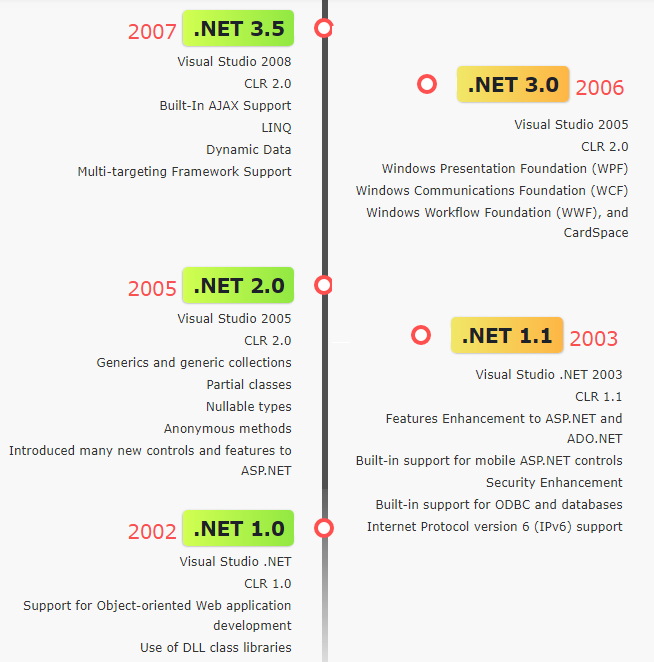 2007 .NET 3.5
Visual Studio 2008
CLR 2.0
Built-In AJAX Support
LINQ
Dynamic Data
Multi-targeting Framework Support
.NET 3.0 2006
Visual Studio 2005
CLR 2.0
Windows Presentation Foundation (WPF)
Windows Communications Foundation (WCF)
Windows Workflow Foundation (WWF), and
CardSpace
2005 .NET 2.0
Visual Studio 2005
CLR 2.0
Generics and generic collections
Partial classes
Nullable types
Anonymous methods
Introduced many new controls and features to
ASP.NET
.NET 1.1 2003
Visual Studio .NET 2003
CLR 1.1
Features Enhancement to ASP.NET and
ADO.NET
Built-in support for mobile ASP.NET controls
Security Enhancement
Built-in support for ODBC and databases
Internet Protocol version 6 (IPv6) support
2002 .NET 1.0
Visual Studio .NET
CLR 1.0
Support for Object-oriented Web application
development
Use of DLL class libraries